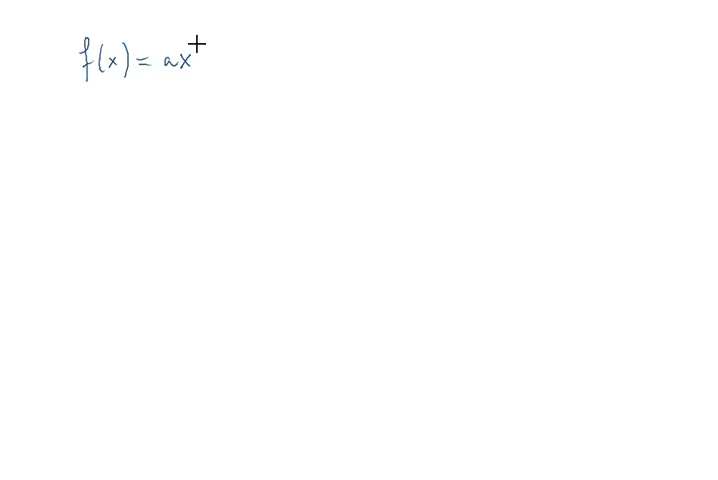 f(x) = ax